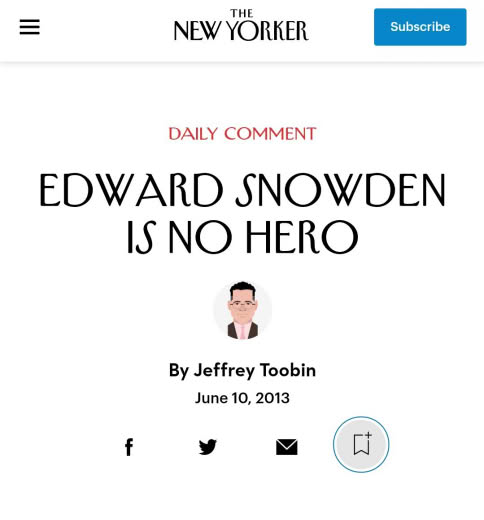 THE
NEW YORKER
Subscribe
DAILY COMMENT
EDWARD SNOWDEN
IS NO HERO
By Jeffrey Toobin
June 10, 2013